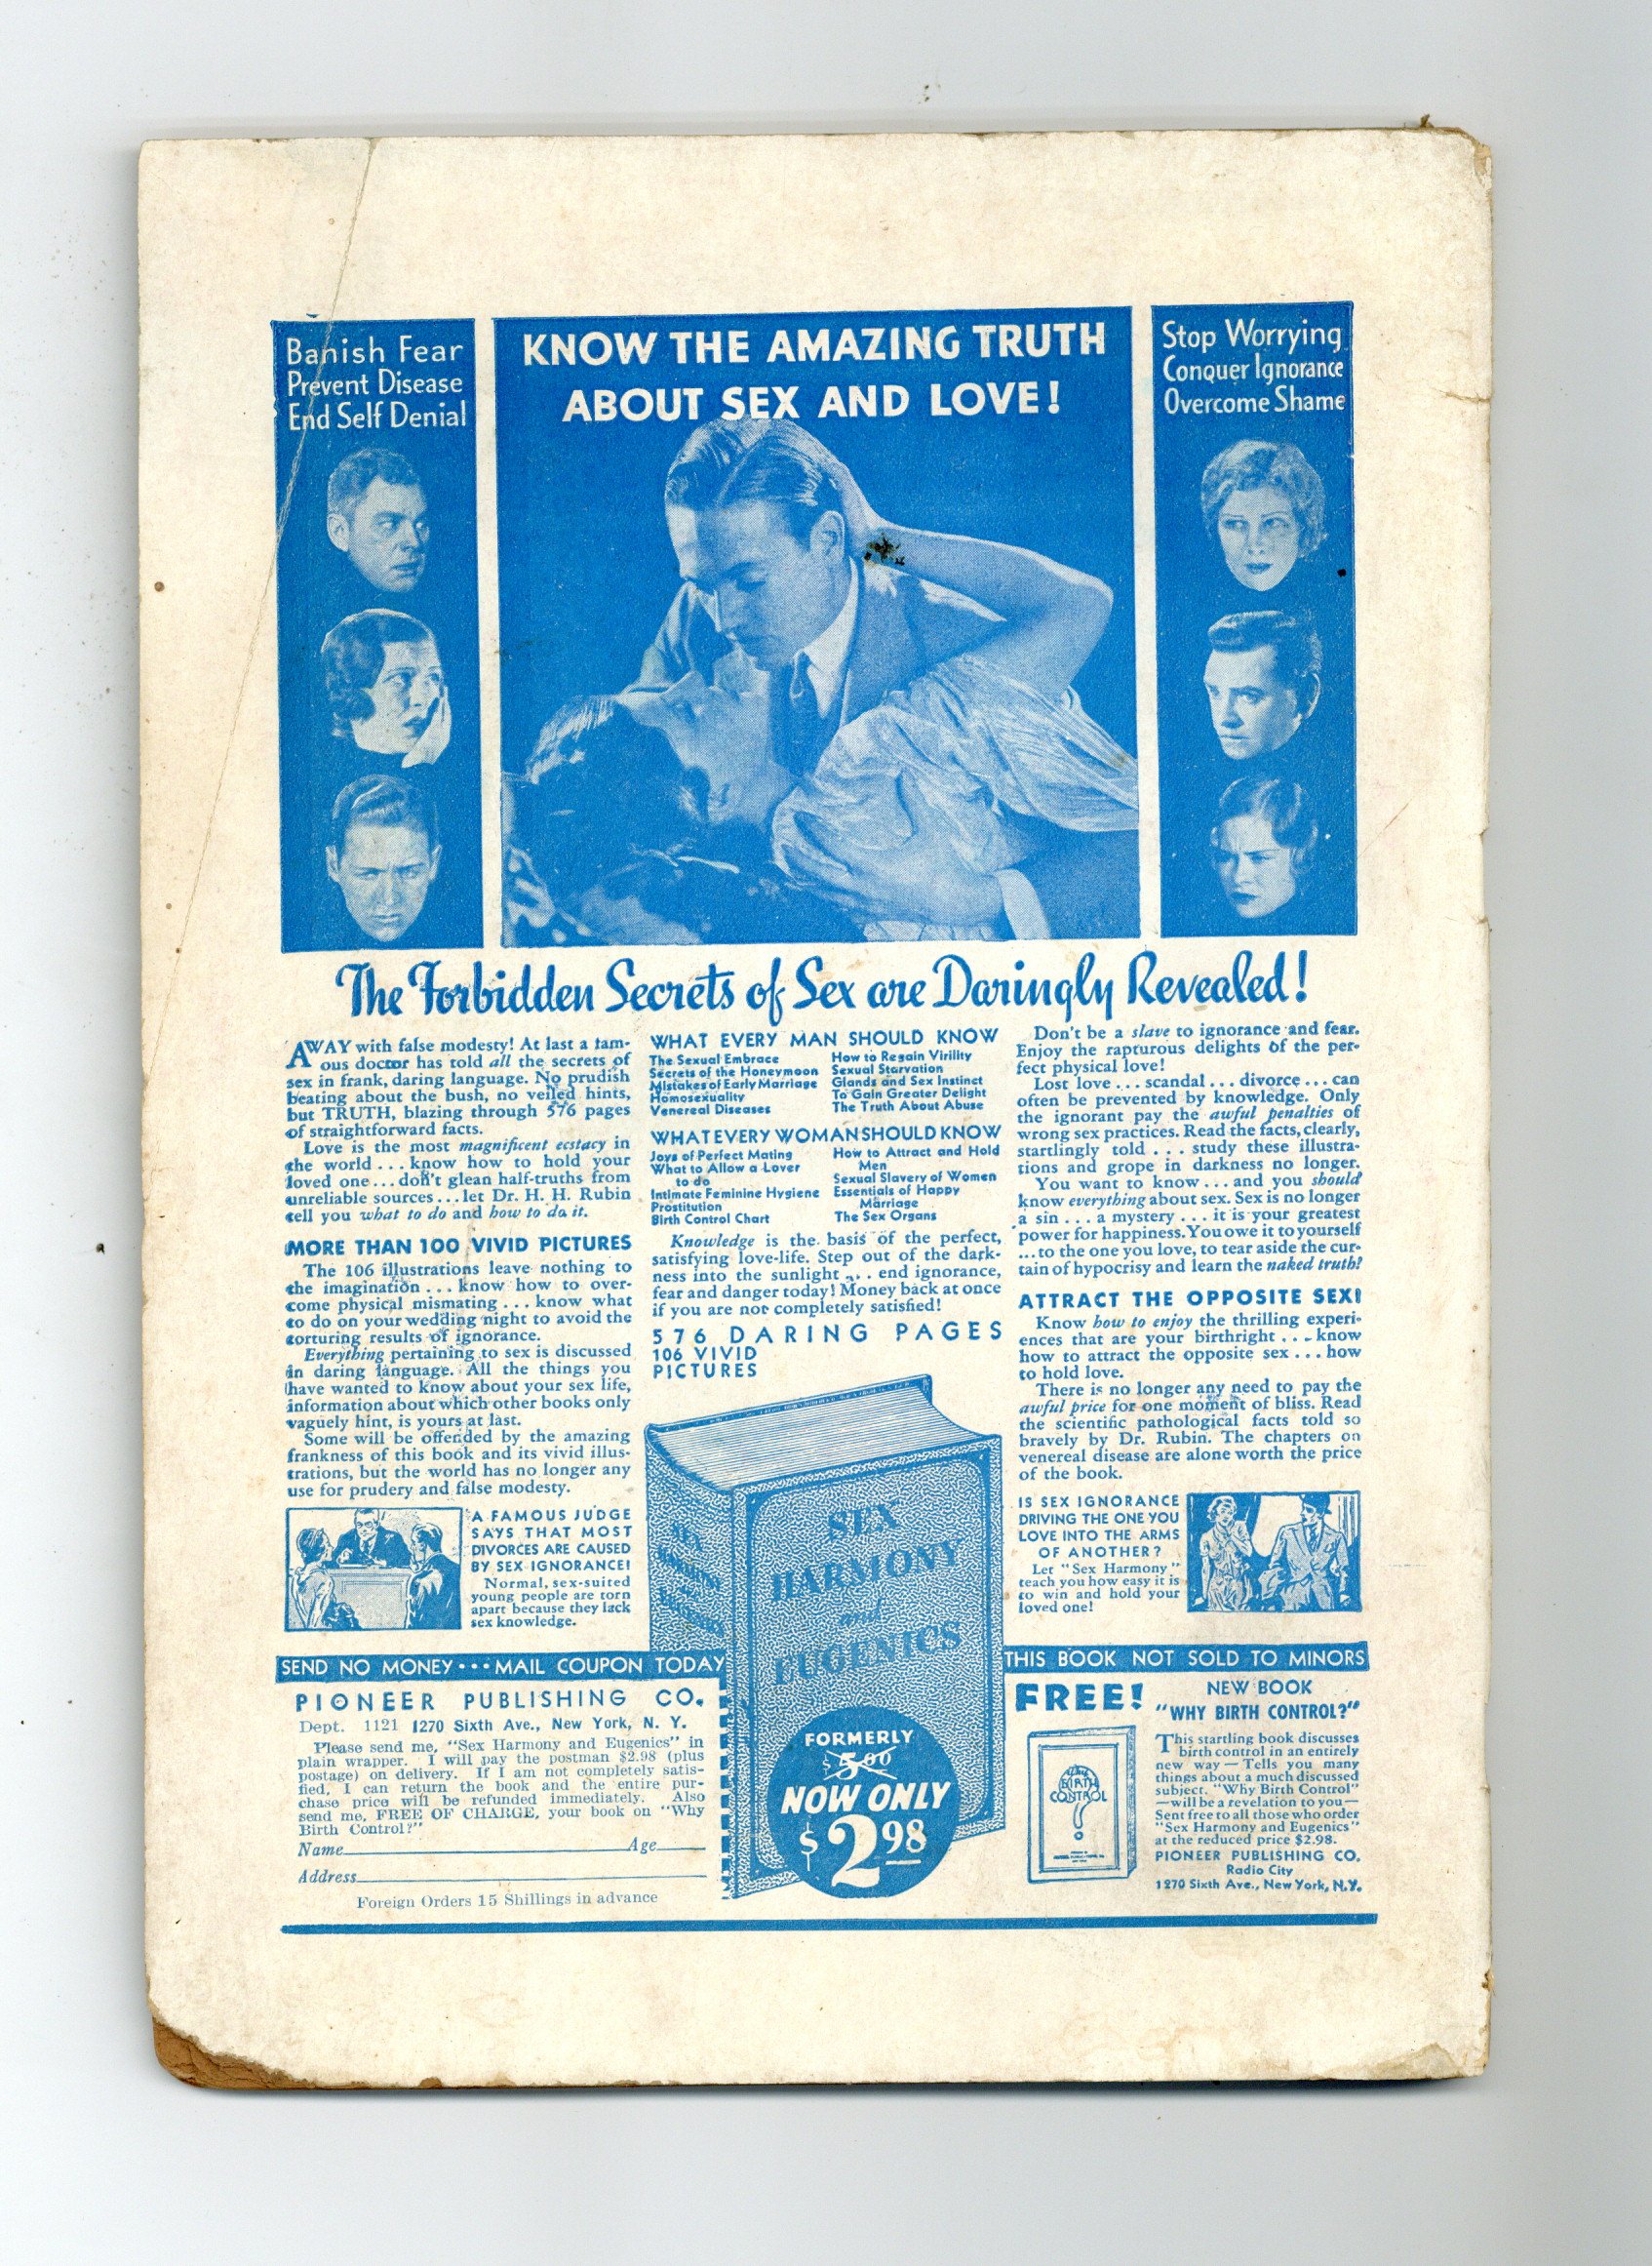 Banish Fear
Prevent Disease
End Self Denial
KNOW THE AMAZING TRUTH
ABOUT SEX AND LOVE!
Stop Worrying
Conquer Ignorance
Overcome Shame
The Forbidden Secrets of Sex are Daringly Revealed!
AWAY with false modesty! At last a fam-
ous doctor has told all the secrets of
sex in frank, daring language. No prudish
beating about the bush, no veiled hints,
but TRUTH, blazing through 576 pages
of straightforward facts.
Love is the most magnificent ecstacy in
the world ... know how to hold your
loved one ... don't glean half-truths from
unreliable sources ... let Dr. H. H. Rubin
tell you what to do and how to do it.
MORE THAN 100 VIVID PICTURES
The 106 illustrations leave nothing to
the imagination ... know how to over-
come physical mismating ... know what
to do on your wedding night to avoid the
torturing results of ignorance.
Everything pertaining to sex is discussed
in daring language. All the things you
have wanted to know about your sex life,
information about which other books only
vaguely hint, is yours at last.
Some will be offended by the amazing
frankness of this book and its vivid illus-
trations, but the world has no longer any
use for prudery and false modesty.
A FAMOUS JUDGE
SAYS THAT MOST
DIVORCES ARE CAUSED
BY SEX IGNORANCE!
Normal, sex-suited
young people are torn
apart because they lack
sex knowledge.
WHAT EVERY MAN SHOULD KNOW
The Sexual Embrace
Secrets of the Honeymoon
Mistakes of Early Marriage
Homosexuality
Venereal Diseases
How to Regain Virility
Sexual Starvation
Glands and Sex Instinct
To Gain Greater Delight
The Truth About Abuse
WHAT EVERY WOMAN SHOULD KNOW
Joys of Perfect Mating
What to Allow a Lover
to do
Intimate Feminine Hygiene
Prostitution
Birth Control Chart
How to Attract and Hold
Men
Sexual Slavery of Women
Essentials of Happy
Marriage
The Sex Organs
Knowledge is the basis of the perfect,
satisfying love-life. Step out of the dark-
ness into the sunlight ... end ignorance,
fear and danger today! Money back at once
if you are not completely satisfied!
576 DARING PAGES
106 VIVID
PICTURES
SEX
HARMONY
and
EUGENICS
SEX
HARMONY
and
EUGENICS
FORMERLY
$5.00
NOW ONLY
$2.98
Don't be a slave to ignorance and fear.
Enjoy the rapturous delights of the per-
fect physical love!
Lost love ... scandal ... divorce ... can
often be prevented by knowledge. Only
the ignorant pay the awful penalties of
wrong sex practices. Read the facts, clearly,
startlingly told ... study these illustra-
tions and grope in darkness no longer.
You want to know ... and you should
know everything about sex. Sex is no longer
a sin ... a mystery ... it is your greatest
power for happiness. You owe it to yourself
... to the one you love, to tear aside the cur-
tain of hypocrisy and learn the naked truth!
ATTRACT THE OPPOSITE SEX!
Know how to enjoy the thrilling experi-
ences that are your birthright ... know
how to attract the opposite sex ... how
to hold love.
There is no longer any need to pay the
awful price for one moment of bliss. Read
the scientific pathological facts told so
bravely by Dr. Rubin. The chapters on
venereal disease are alone worth the price
of the book.
IS SEX IGNORANCE
DRIVING THE ONE YOU
LOVE INTO THE ARMS
OF ANOTHER?
Let "Sex Harmony"
teach you how easy it is
to win and hold your
loved one!
SEND NO MONEY ... MAIL COUPON TODAY
PIONEER PUBLISHING CO.
Dept. 1121 1270 Sixth Ave., New York, N. Y.
Please send me, "Sex Harmony and Eugenics" in
plain wrapper. I will pay the postman $2.98 (plus
postage) on delivery. If I am not completely satis-
fied, I can return the book and the entire pur-
chase price will be refunded immediately. Also
send me, FREE OF CHARGE, your book on "Why
Birth Control?"
Name Age
Address
Foreign Orders 15 Shillings in advance
THIS BOOK NOT SOLD TO MINORS
FREE!
NEW BOOK
"WHY BIRTH CONTROL?"
WHY
BIRTH
CONTROL
?
This startling book discusses
birth control in an entirely
new way — Tells you many
things about a much discussed
subject. "Why Birth Control"
—will be a revelation to you—
Sent free to all those who order
"Sex Harmony and Eugenics"
at the reduced price $2.98.
PIONEER PUBLISHING CO.
Radio City
1270 Sixth Ave., New York, N.Y.